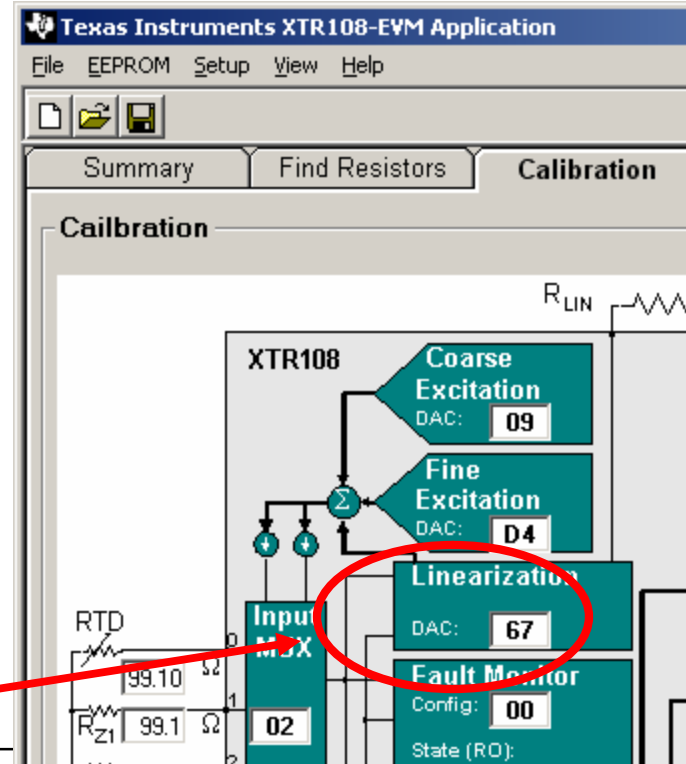 Texas Instruments XTR108-EVM Application
File EEPROM Setup View Help
Summary Find Resistors Calibration
Cailbration
RLIN
XTR108
Coarse
Excitation
DAC: 09
Fine
Excitation
DAC: D4
Σ
Linearization
DAC: 67
RTD
99.10 Ω
0
Input
MUX
02
RZ1 99.1 Ω
1
2
Fault Monitor
Config: 00
State (RO):